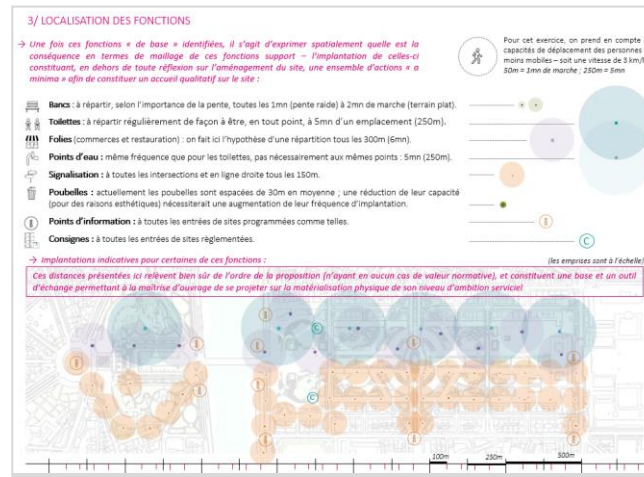 3/ LOCALISATION DES FONCTIONS
→ Une fois ces fonctions « de base » identifiées, il s'agit d'exprimer spatialement quelle est la
conséquence en termes de maillage de ces fonctions support – l'implantation de celles-ci
constituant, en dehors de toute réflexion sur l'aménagement du site, une ensemble d'actions « a
minima » afin de constituer un accueil qualitatif sur le site :
Pour cet exercice, on prend en compte
capacités de déplacement des personnes
moins mobiles – soit une vitesse de 3 km/
50m = 1mn de marche ; 250m = 5mn
Bancs : à répartir, selon l'importance de la pente, toutes les 1mn (pente raide) à 2mn de marche (terrain plat).
Toilettes : à répartir régulièrement de façon à être, en tout point, à 5mn d'un emplacement (250m).
Folies (commerces et restauration) : on fait ici l'hypothèse d'une répartition tous les 300m (6mn).
Points d'eau : même fréquence que pour les toilettes, pas nécessairement aux mêmes points : 5mm (250m).
Signalisation : à toutes les intersections et en ligne droite tous les 150m.
Poubelles : actuellement les poubelles sont espacées de 30m en moyenne ; une réduction de leur capacité
(pour des raisons esthétiques) nécessiterait une augmentation de leur fréquence d'implantation.
Points d'information : à toutes les entrées de sites programmées comme telles.
Consignes : à toutes les entrées de sites règlementées.
C
→ Implantations indicatives pour certaines de ces fonctions :
(les emprises sont à l'échelle)
Ces distances présentées ici relèvent bien sûr de l'ordre de la proposition (n'ayant en aucun cas de valeur normative), et constituent une base et un outil
d'échange permettant à la maîtrise d'ouvrage de se projeter sur la matérialisation physique de son niveau d'ambition serviciel
C
C
100m 250m 500m